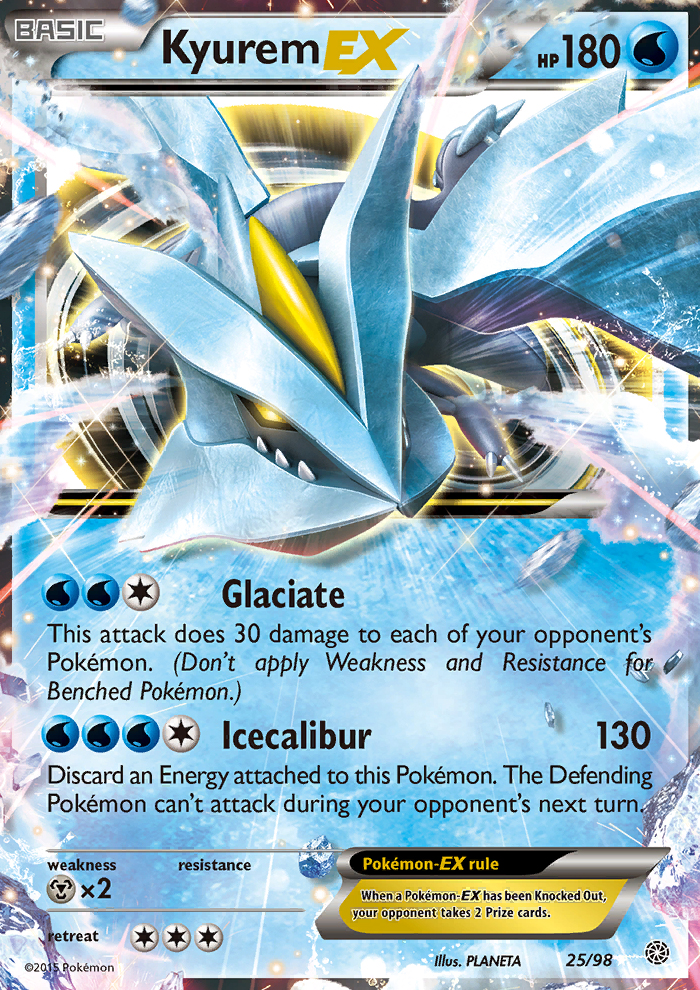 BASIC
Kyurem EX
HP 180
Glaciate
This attack does 30 damage to each of your opponent's
Pokémon. (Don't apply Weakness and Resistance for
Benched Pokémon.)
Icecalibur 130
Discard an Energy attached to this Pokémon. The Defending
Pokémon can't attack during your opponent's next turn.
weakness resistance
×2
Pokémon-EX rule
When a Pokémon-EX has been Knocked Out,
your opponent takes 2 Prize cards.
retreat
©2015 Pokémon
Illus. PLANETA
25/98